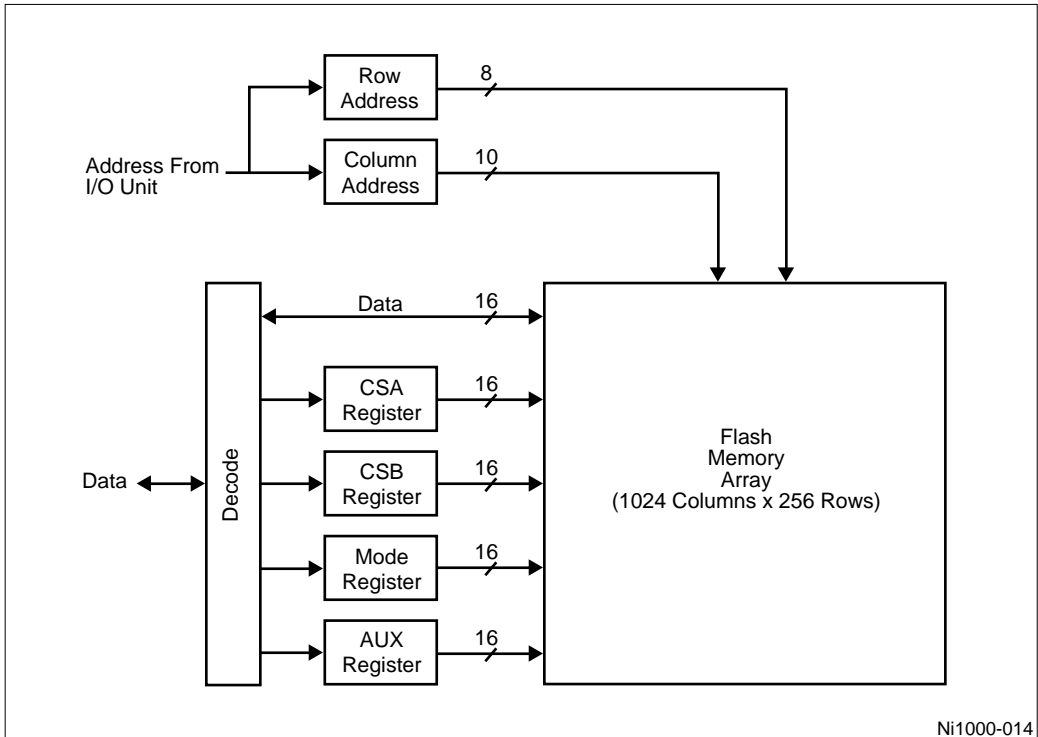 Row
Address
8
Address From
I/O Unit
Column
Address
10
Data
16
CSA
Register
16
Decode
Data
CSB
Register
16
Flash
Memory
Array
(1024 Columns x 256 Rows)
Mode
Register
16
AUX
Register
16
Ni1000-014